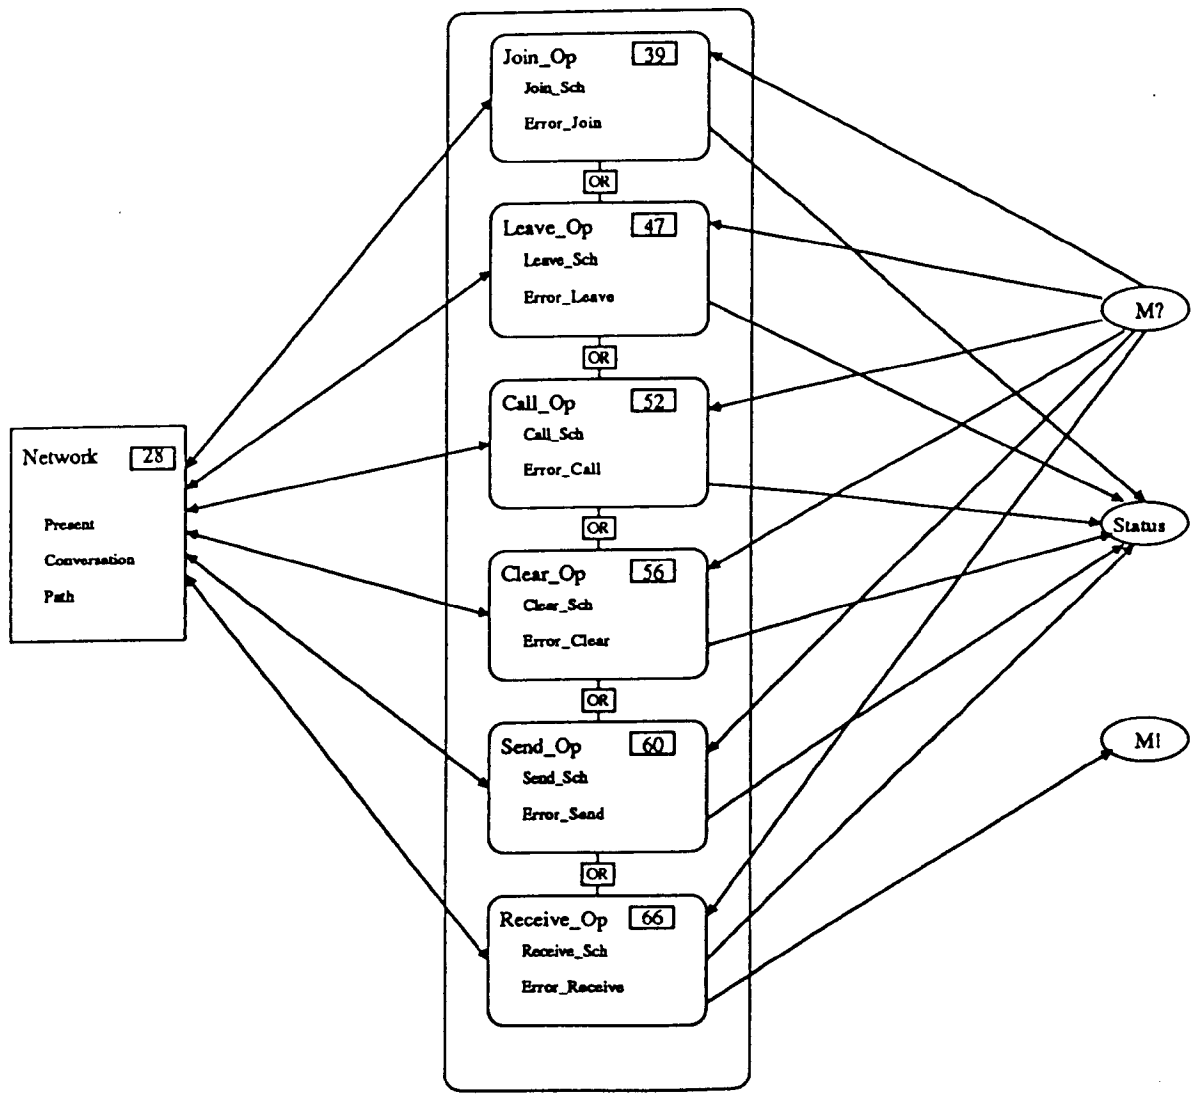 Join_Op 39
Join_Sch
Error_Join
OR
Leave_Op 47
Leave_Sch
Error_Leave
OR
Call_Op 52
Call_Sch
Error_Call
OR
Clear_Op 56
Clear_Sch
Error_Clear
OR
Send_Op 60
Send_Sch
Error_Send
OR
Receive_Op 66
Receive_Sch
Error_Receive
Network 28
Present
Conversation
Path
M?
Status
M!